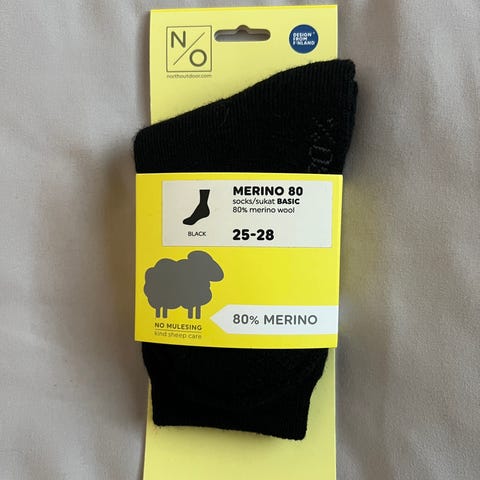 N/O
northoutdoor.com
DESIGN
FROM
FINLAND
MERINO 80
socks/sukat BASIC
80% merino wool
BLACK
25-28
NO MULESING
kind sheep care
80% MERINO